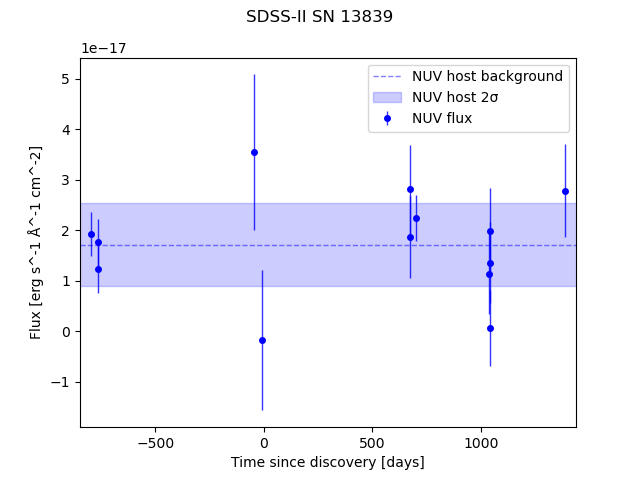 SDSS-II SN 13839
1e−17
NUV host background
NUV host 2σ
NUV flux
5
4
3
2
1
0
−1
Flux [erg s^-1 Å^-1 cm^-2]
−500
0
500
1000
Time since discovery [days]